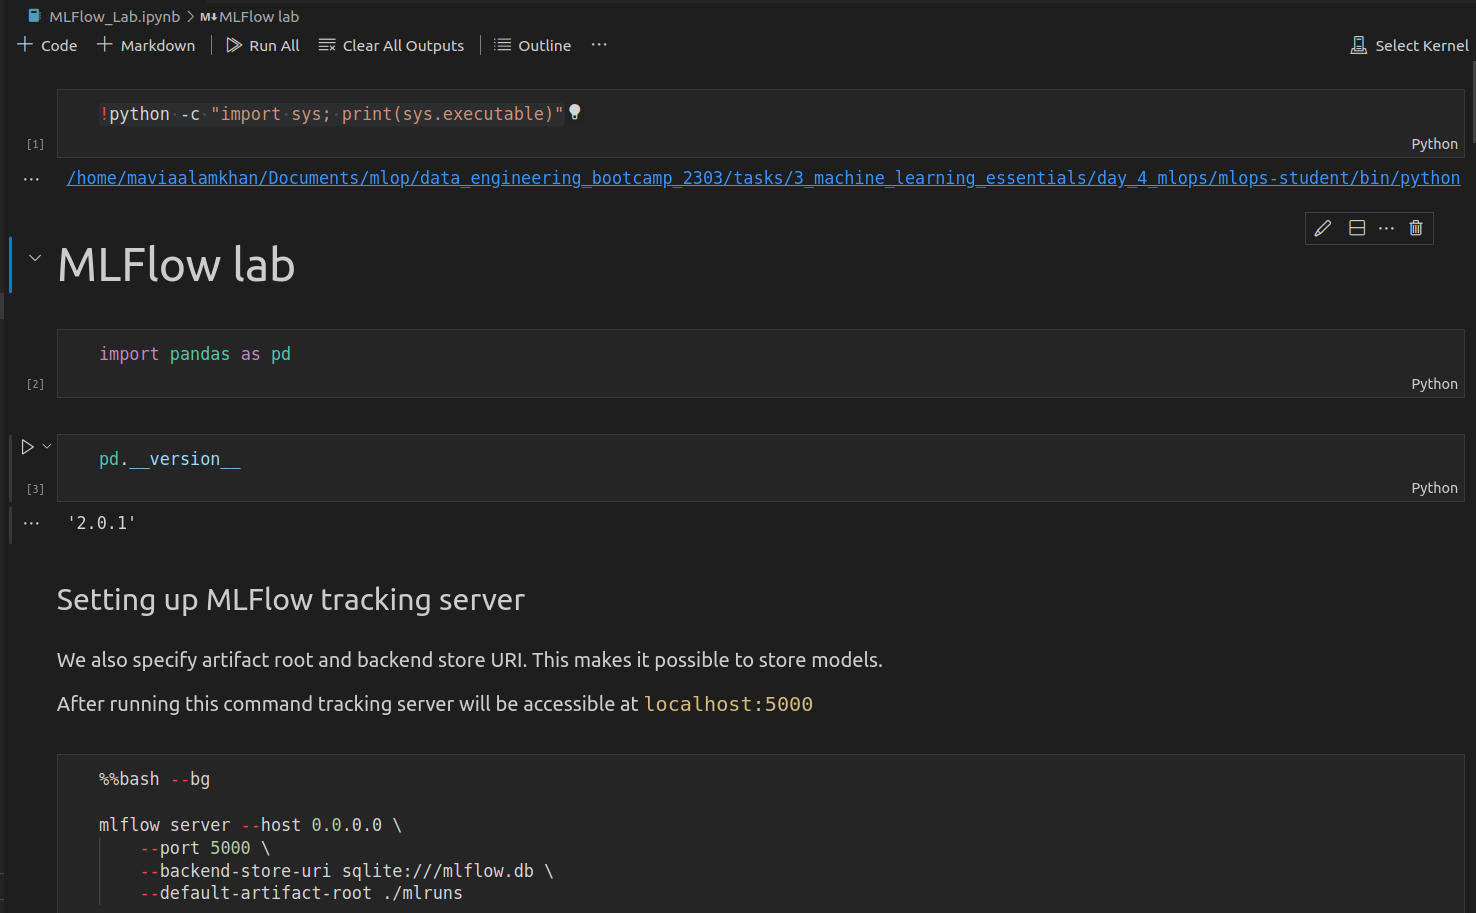 MLFlow_Lab.ipynb > M↓MLFlow lab
+ Code + Markdown | Run All Clear All Outputs | Outline ...
Select Kernel
!python -c "import sys; print(sys.executable)"
[1]
Python
... /home/maviaalamkhan/Documents/mlop/data_engineering_bootcamp_2303/tasks/3_machine_learning_essentials/day_4_mlops/mlops-student/bin/python
...
MLFlow lab
import pandas as pd
[2]
Python
pd.__version__
[3]
Python
... '2.0.1'
Setting up MLFlow tracking server
We also specify artifact root and backend store URI. This makes it possible to store models.
After running this command tracking server will be accessible at localhost:5000
%%bash --bg
mlflow server --host 0.0.0.0 \
--port 5000 \
--backend-store-uri sqlite:///mlflow.db \
--default-artifact-root ./mlruns